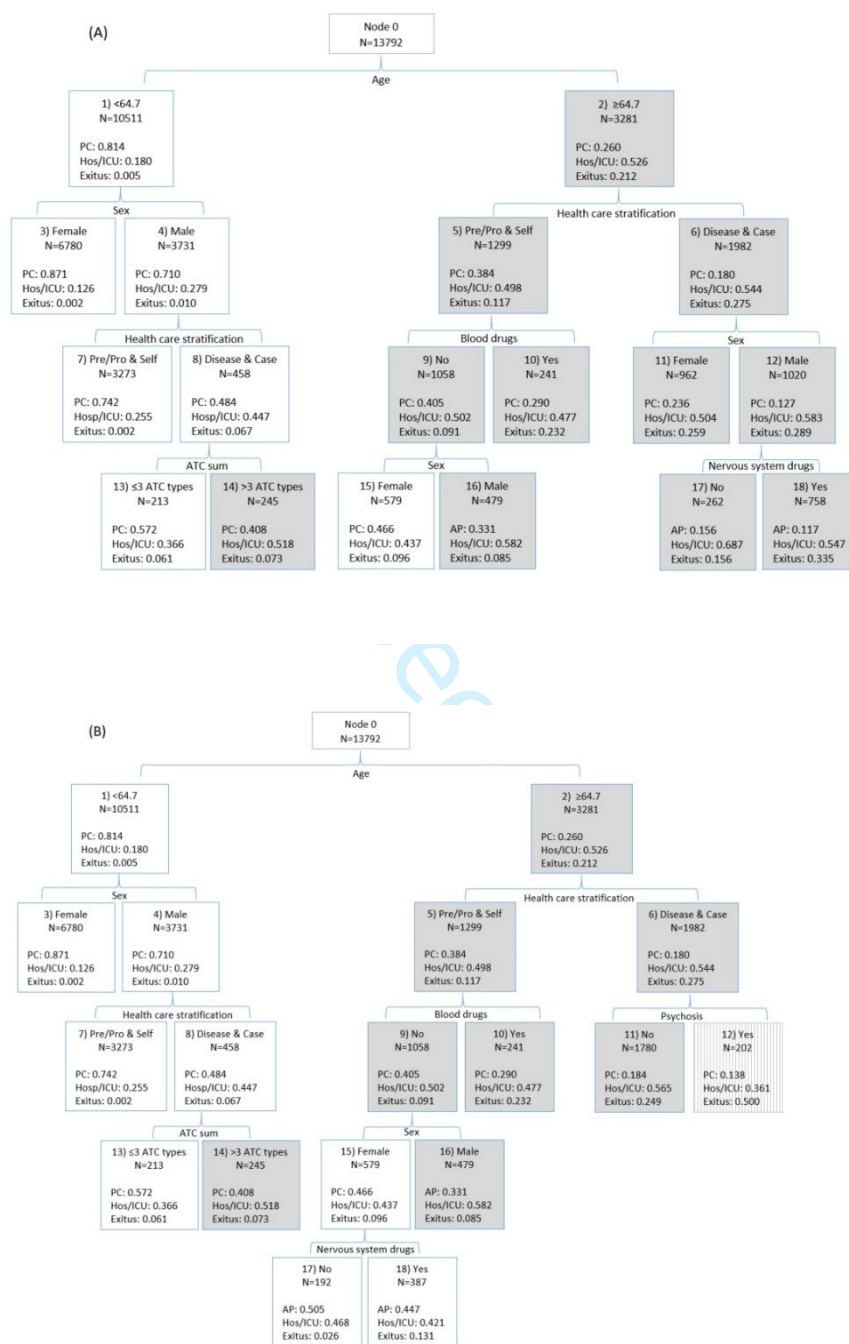 (A)
Node 0
N=13792
Age
1) <64.7
N=10511
PC: 0.814
Hos/ICU: 0.180
Exitus: 0.005
2) ≥64.7
N=3281
PC: 0.260
Hos/ICU: 0.526
Exitus: 0.212
Sex
Health care stratification
3) Female
N=6780
PC: 0.871
Hos/ICU: 0.126
Exitus: 0.002
4) Male
N=3731
PC: 0.710
Hos/ICU: 0.279
Exitus: 0.010
5) Pre/Pro & Self
N=1299
PC: 0.384
Hos/ICU: 0.498
Exitus: 0.117
6) Disease & Case
N=1982
PC: 0.180
Hos/ICU: 0.544
Exitus: 0.275
Health care stratification
Blood drugs
Sex
7) Pre/Pro & Self
N=3273
PC: 0.742
Hosp/ICU: 0.255
Exitus: 0.002
8) Disease & Case
N=458
PC: 0.484
Hosp/ICU: 0.447
Exitus: 0.067
9) No
N=1058
PC: 0.405
Hos/ICU: 0.502
Exitus: 0.091
10) Yes
N=241
PC: 0.290
Hos/ICU: 0.477
Exitus: 0.232
11) Female
N=962
PC: 0.236
Hos/ICU: 0.504
Exitus: 0.259
12) Male
N=1020
PC: 0.127
Hos/ICU: 0.583
Exitus: 0.289
ATC sum
Sex
Nervous system drugs
13) ≤3 ATC types
N=213
PC: 0.572
Hos/ICU: 0.366
Exitus: 0.061
14) >3 ATC types
N=245
PC: 0.408
Hos/ICU: 0.518
Exitus: 0.073
15) Female
N=579
PC: 0.466
Hos/ICU: 0.437
Exitus: 0.096
16) Male
N=479
AP: 0.331
Hos/ICU: 0.582
Exitus: 0.085
17) No
N=262
AP: 0.156
Hos/ICU: 0.687
Exitus: 0.156
18) Yes
N=758
AP: 0.117
Hos/ICU: 0.547
Exitus: 0.335
(B)
Node 0
N=13792
Age
1) <64.7
N=10511
PC: 0.814
Hos/ICU: 0.180
Exitus: 0.005
2) ≥64.7
N=3281
PC: 0.260
Hos/ICU: 0.526
Exitus: 0.212
Sex
Health care stratification
3) Female
N=6780
PC: 0.871
Hos/ICU: 0.126
Exitus: 0.002
4) Male
N=3731
PC: 0.710
Hos/ICU: 0.279
Exitus: 0.010
5) Pre/Pro & Self
N=1299
PC: 0.384
Hos/ICU: 0.498
Exitus: 0.117
6) Disease & Case
N=1982
PC: 0.180
Hos/ICU: 0.544
Exitus: 0.275
Health care stratification
Blood drugs
Psychosis
7) Pre/Pro & Self
N=3273
PC: 0.742
Hosp/ICU: 0.255
Exitus: 0.002
8) Disease & Case
N=458
PC: 0.484
Hosp/ICU: 0.447
Exitus: 0.067
9) No
N=1058
PC: 0.405
Hos/ICU: 0.502
Exitus: 0.091
10) Yes
N=241
PC: 0.290
Hos/ICU: 0.477
Exitus: 0.232
11) No
N=1780
PC: 0.184
Hos/ICU: 0.565
Exitus: 0.249
12) Yes
N=202
PC: 0.138
Hos/ICU: 0.361
Exitus: 0.500
ATC sum
Sex
13) ≤3 ATC types
N=213
PC: 0.572
Hos/ICU: 0.366
Exitus: 0.061
14) >3 ATC types
N=245
PC: 0.408
Hos/ICU: 0.518
Exitus: 0.073
15) Female
N=579
PC: 0.466
Hos/ICU: 0.437
Exitus: 0.096
16) Male
N=479
AP: 0.331
Hos/ICU: 0.582
Exitus: 0.085
Nervous system drugs
17) No
N=192
AP: 0.505
Hos/ICU: 0.468
Exitus: 0.026
18) Yes
N=387
AP: 0.447
Hos/ICU: 0.421
Exitus: 0.131